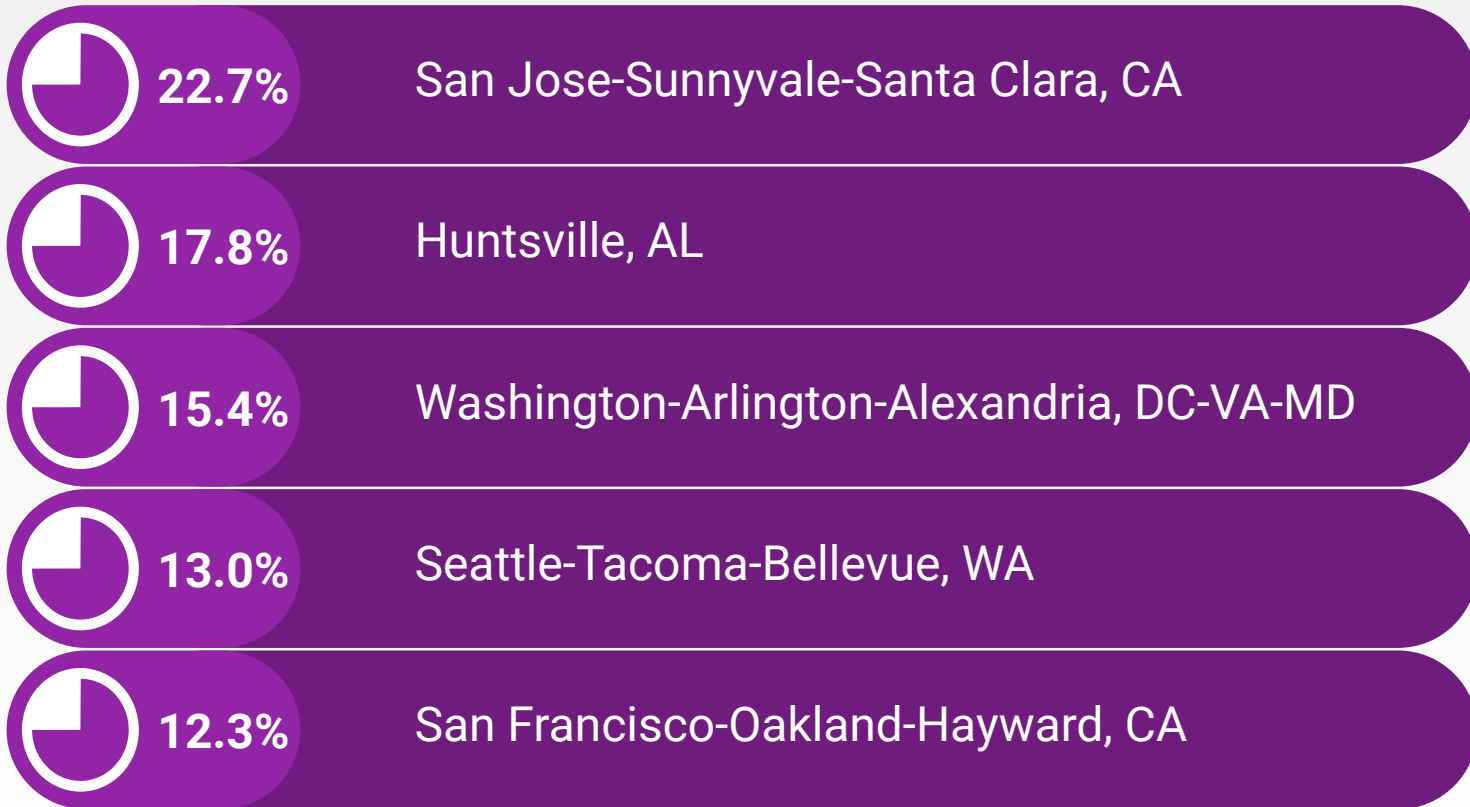 22.7% San Jose-Sunnyvale-Santa Clara, CA
17.8% Huntsville, AL
15.4% Washington-Arlington-Alexandria, DC-VA-MD
13.0% Seattle-Tacoma-Bellevue, WA
12.3% San Francisco-Oakland-Hayward, CA